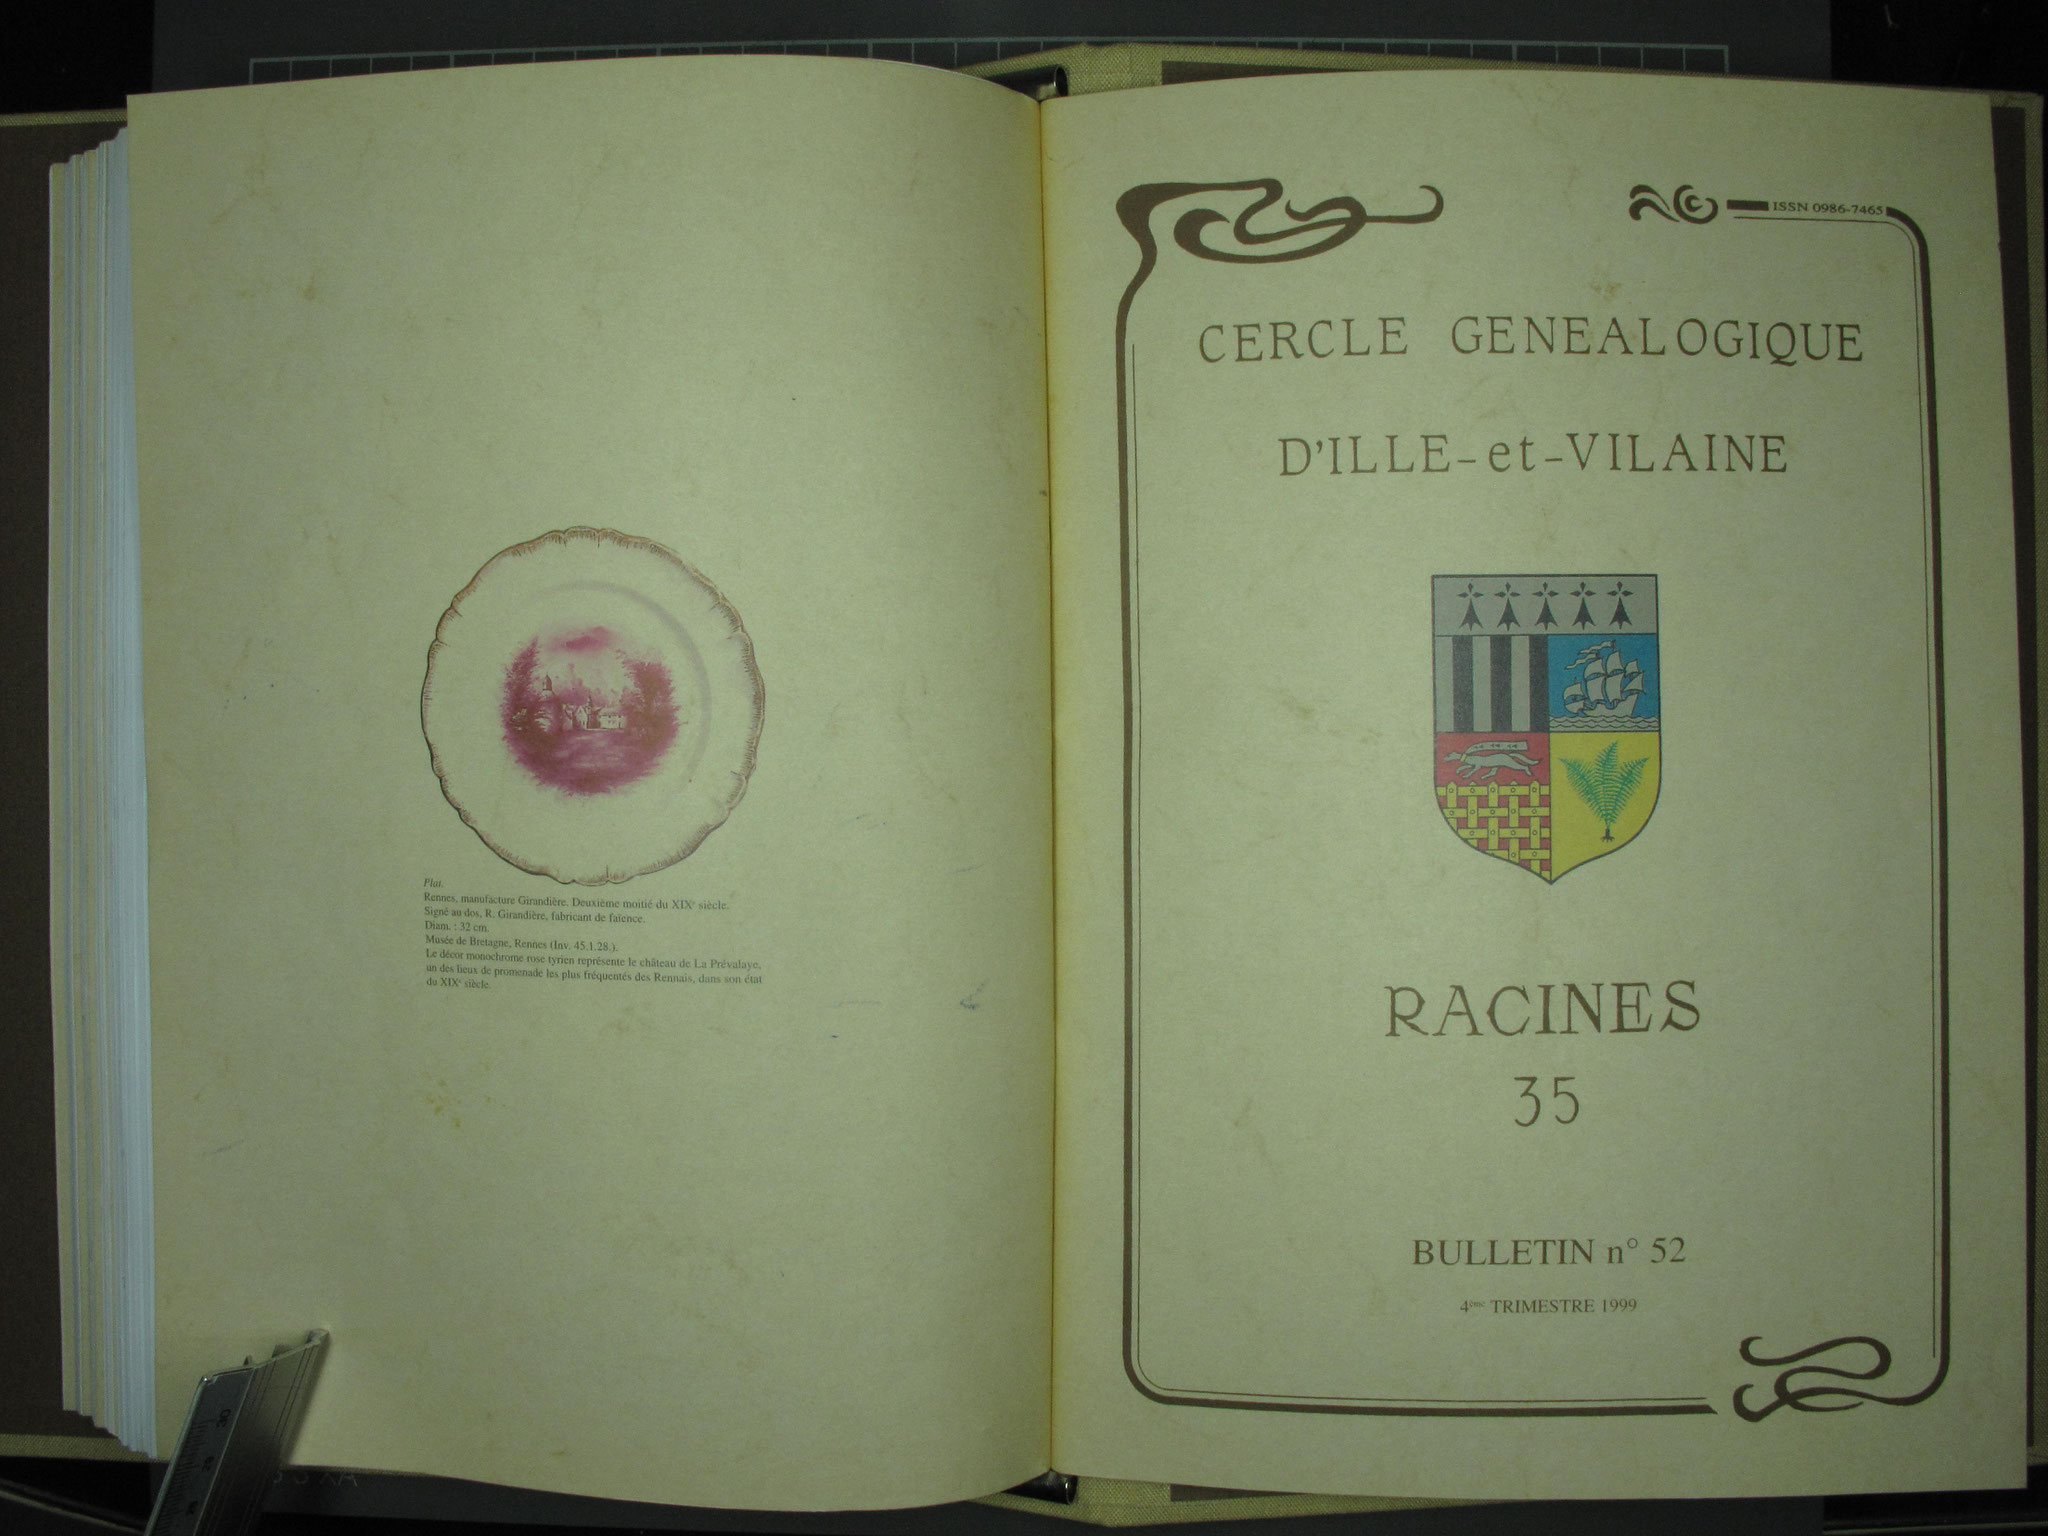 Plat.
Rennes, manufacture Girandière. Deuxième moitié du XIXᵉ siècle.
Signé au dos, R. Girandière, fabricant de faïence.
Diam. : 32 cm.
Musée de Bretagne, Rennes (Inv. 45.1.28.).
Le décor monochrome rose tyrien représente le château de La Prévalaye,
un des lieux de promenade les plus fréquentés des Rennais, dans son état
du XIXᵉ siècle.
ISSN 0986-7465
CERCLE GENEALOGIQUE
D'ILLE-et-VILAINE
RACINES
35
BULLETIN n° 52
4ème TRIMESTRE 1999